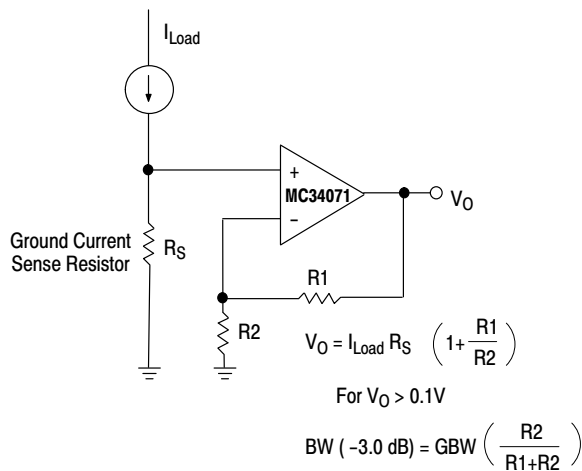 I_Load
+
MC34071
−
V_O
Ground Current
Sense Resistor
R_S
R1
R2
V_O = I_Load R_S (1+ R1/R2)
For V_O > 0.1V
BW ( −3.0 dB) = GBW ( R2/R1+R2 )